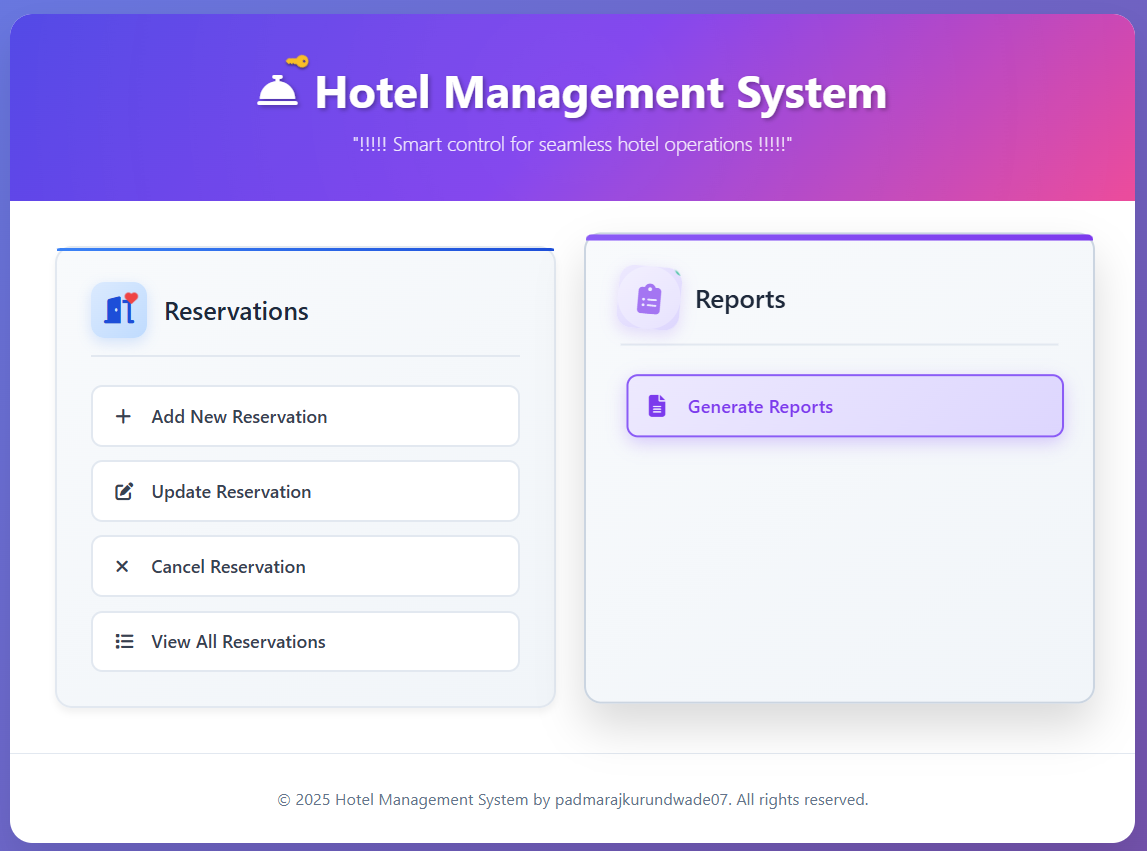 Hotel Management System
"!!!!! Smart control for seamless hotel operations !!!!!"
Reservations
Add New Reservation
Update Reservation
Cancel Reservation
View All Reservations
Reports
Generate Reports
© 2025 Hotel Management System by padmarajkurundwade07. All rights reserved.